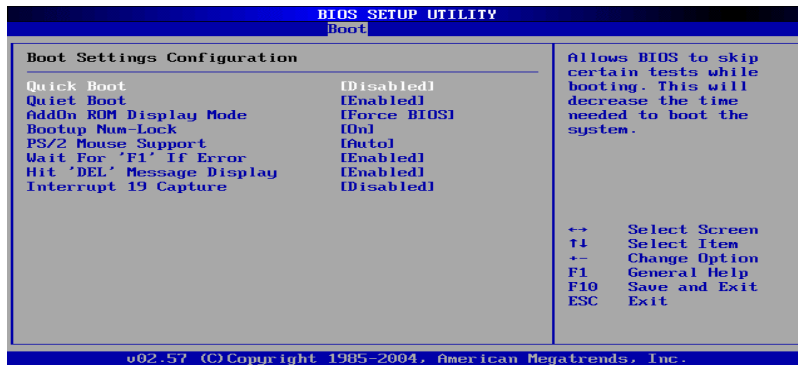 BIOS SETUP UTILITY
Boot
Boot Settings Configuration
Quick Boot [Disabled]
Quiet Boot [Enabled]
AddOn ROM Display Mode [Force BIOS]
Bootup Num-Lock [On]
PS/2 Mouse Support [Auto]
Wait For 'F1' If Error [Enabled]
Hit 'DEL' Message Display [Enabled]
Interrupt 19 Capture [Disabled]
Allows BIOS to skip
certain tests while
booting. This will
decrease the time
needed to boot the
system.
↔ Select Screen
↑↓ Select Item
+- Change Option
F1 General Help
F10 Save and Exit
ESC Exit
v02.57 (C)Copyright 1985-2004, American Megatrends, Inc.